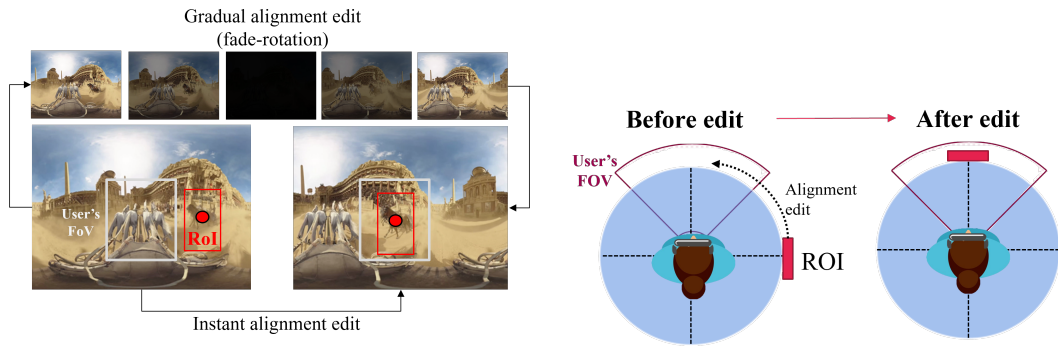 Gradual alignment edit
(fade-rotation)
User's
FoV
RoI
Instant alignment edit
Before edit
After edit
User's
FOV
Alignment
edit
ROI